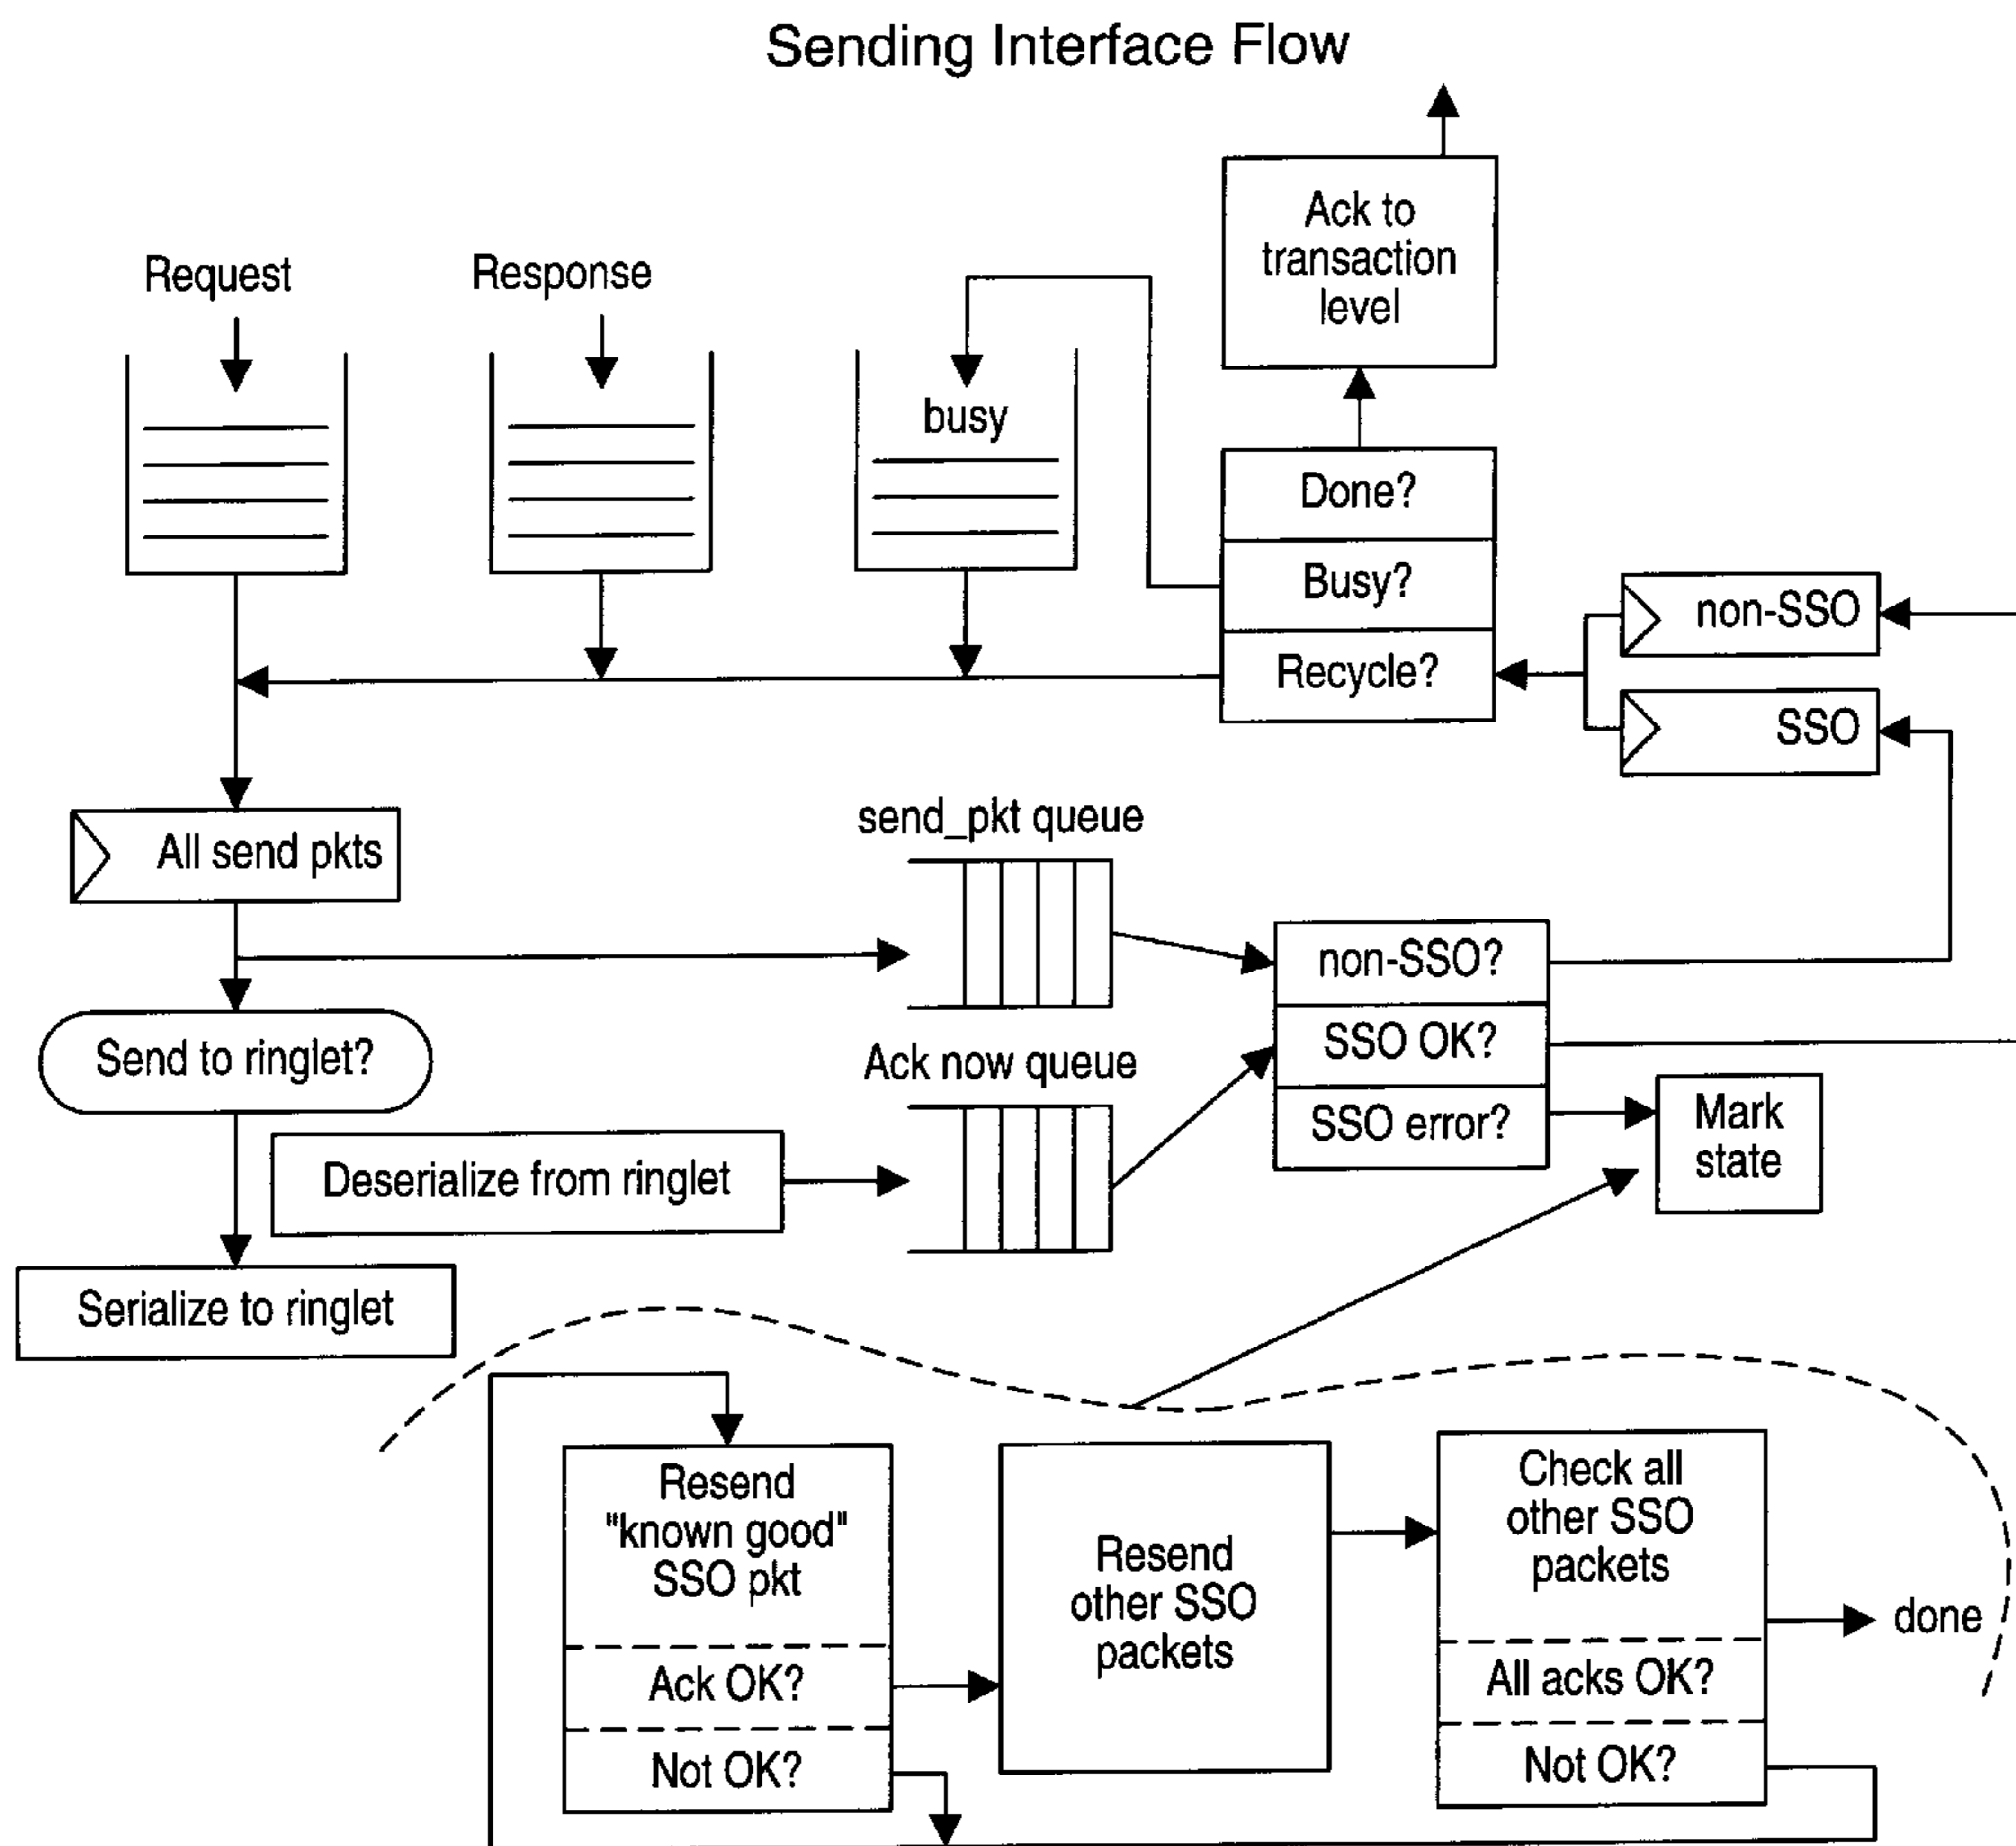 Sending Interface Flow
Ack to
transaction
level
Request
Response
busy
Done?
Busy?
Recycle?
non-SSO
SSO
All send pkts
send_pkt queue
non-SSO?
SSO OK?
SSO error?
Send to ringlet?
Ack now queue
Mark
state
Deserialize from ringlet
Serialize to ringlet
Resend
"known good"
SSO pkt
Ack OK?
Not OK?
Resend
other SSO
packets
Check all
other SSO
packets
done
All acks OK?
Not OK?